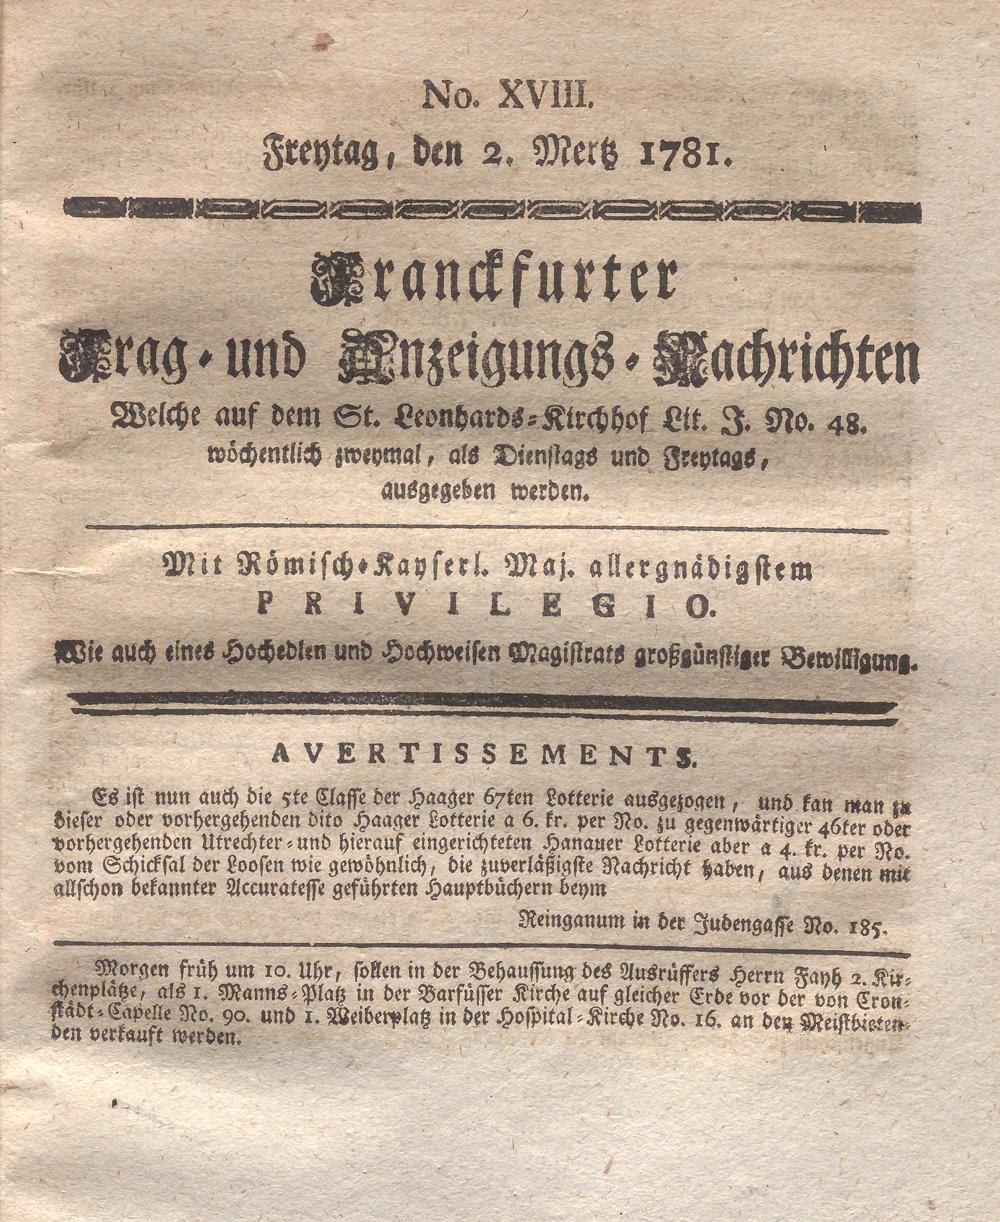 No. XVIII.
Freytag, den 2. Mertz 1781.
Franckfurter
Frag- und Anzeigungs-Nachrichten
Welche auf dem St. Leonhards-Kirchhof Lit. J. No. 48.
wöchentlich zweymal, als Dienstags und Freytags,
ausgegeben werden.
Mit Römisch-Kayserl. Maj. allergnädigstem
PRIVILEGIO.
Wie auch eines Hochedlen und Hochweisen Magistrats großgünstiger Bewilligung.
AVERTISSEMENTS.
Es ist nun auch die 5te Classe der Haager 67ten Lotterie ausgezogen, und kan man zu
dieser oder vorhergehenden dito Haager Lotterie a 6. kr. per No. zu gegenwärtiger 46ter oder
vorhergehenden Utrechter- und hierauf eingerichteten Hanauer Lotterie aber a 4. kr. per No.
vom Schicksal der Loosen wie gewöhnlich, die zuverläßigste Nachricht haben, aus denen mit
allschon bekannter Accuratesse geführten Hauptbüchern beym
Reinganum in der Judengasse No. 185.
Morgen früh um 10. Uhr, sollen in der Behaussung des Ausrüffers Herrn Fayh 2. Kir-
chenplätze, als 1. Manns-Platz in der Barfüsser Kirche auf gleicher Erde vor der von Cron-
städt-Capelle No. 90. und 1. Weiberplatz in der Hospital-Kirche No. 16. an den Meistbieten-
den verkauft werden.